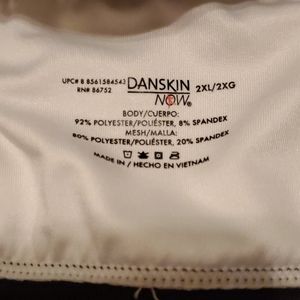 UPC# 8 8561584543
RN# 86752
DANSKIN
NOW®
2XL/2XG
BODY/CUERPO:
92% POLYESTER/POLIÉSTER, 8% SPANDEX
MESH/MALLA:
80% POLYESTER/POLIÉSTER, 20% SPANDEX
MADE IN / HECHO EN VIETNAM